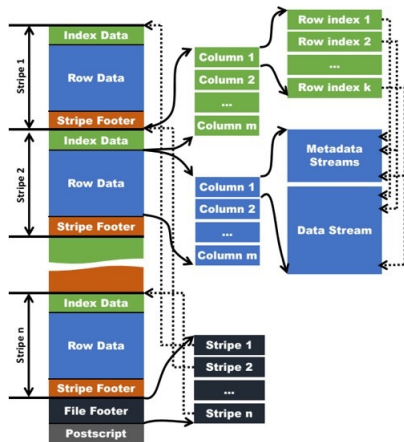 Stripe 1
Index Data
Row Data
Stripe Footer
Stripe 2
Index Data
Row Data
Stripe Footer
Stripe n
Index Data
Row Data
Stripe Footer
File Footer
Postscript
Column 1
Column 2
...
Column m
Row index 1
Row index 2
...
Row index k
Column 1
Column 2
...
Column m
Metadata
Streams
Data Stream
Stripe 1
Stripe 2
...
Stripe n